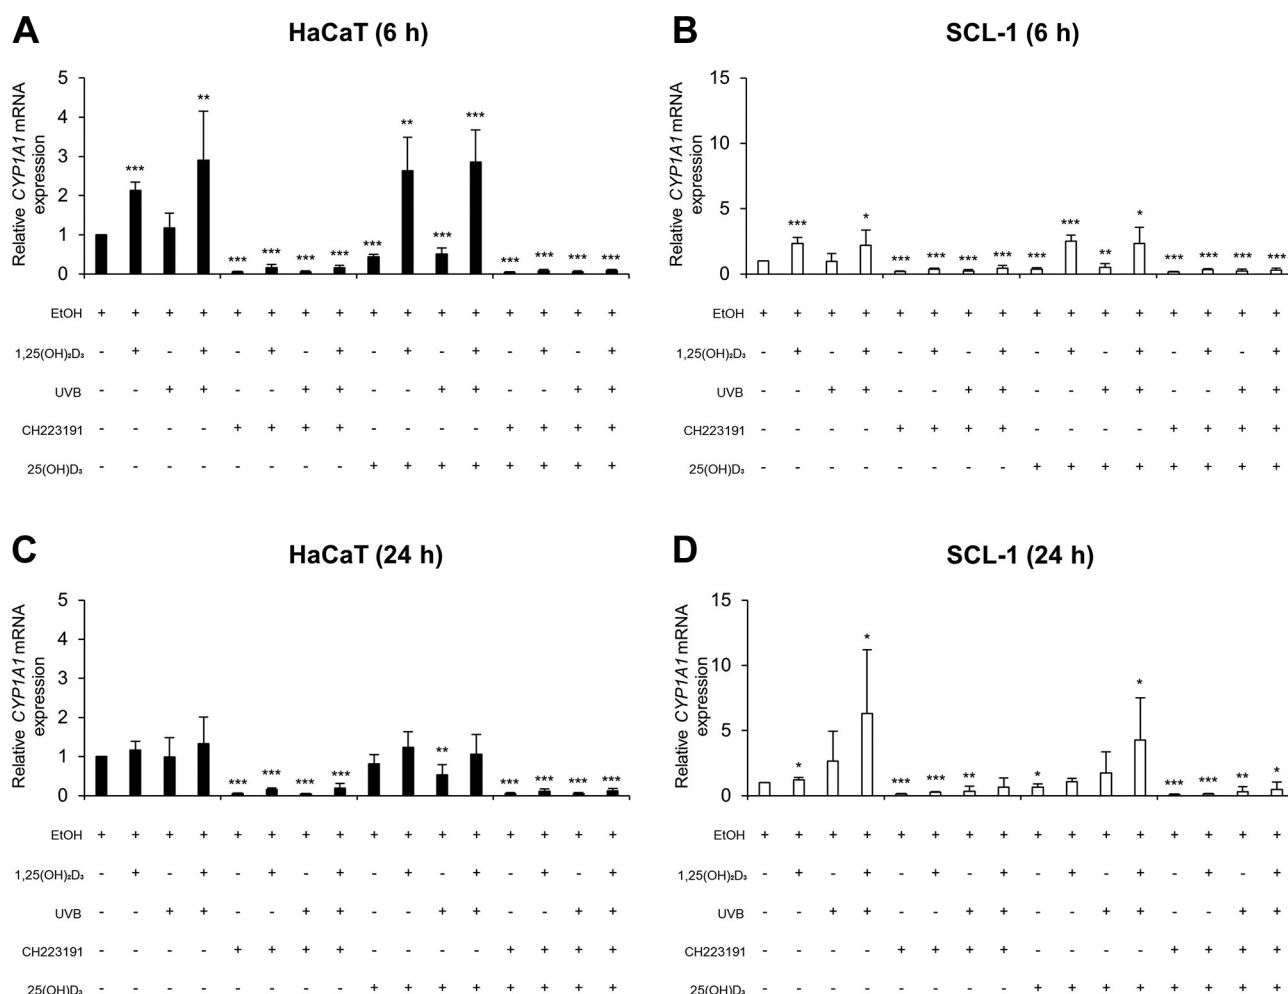 A
HaCaT (6 h)
Relative CYP1A1 mRNA
expression
5
4
3
2
1
0
*** ** *** *** *** *** *** ** *** *** *** *** ***
EtOH + + + + + + + + + + + + + + + +
1,25(OH)₂D₃ - + - + - + - + - + - + - + - +
UVB - - + + - - + + - - + + - - + +
CH223191 - - - - + + + + - - - - + + + +
25(OH)D₃ - - - - - - - - + + + + + + + +
B
SCL-1 (6 h)
Relative CYP1A1 mRNA
expression
15
10
5
0
*** * *** *** *** *** *** *** ** * *** *** *** ***
EtOH + + + + + + + + + + + + + + + +
1,25(OH)₂D₃ - + - + - + - + - + - + - + - +
UVB - - + + - - + + - - + + - - + +
CH223191 - - - - + + + + - - - - + + + +
25(OH)D₃ - - - - - - - - + + + + + + + +
C
HaCaT (24 h)
Relative CYP1A1 mRNA
expression
5
4
3
2
1
0
*** *** *** *** ** *** *** *** ***
EtOH + + + + + + + + + + + + + + + +
1,25(OH)₂D₃ - + - + - + - + - + - + - + - +
UVB - - + + - - + + - - + + - - + +
CH223191 - - - - + + + + - - - - + + + +
25(OH)D₃ - - - - - - - - + + + + + + + +
D
SCL-1 (24 h)
Relative CYP1A1 mRNA
expression
15
10
5
0
* * *** *** ** * * *** *** ** *
EtOH + + + + + + + + + + + + + + + +
1,25(OH)₂D₃ - + - + - + - + - + - + - + - +
UVB - - + + - - + + - - + + - - + +
CH223191 - - - - + + + + - - - - + + + +
25(OH)D₃ - - - - - - - - + + + + + + + +